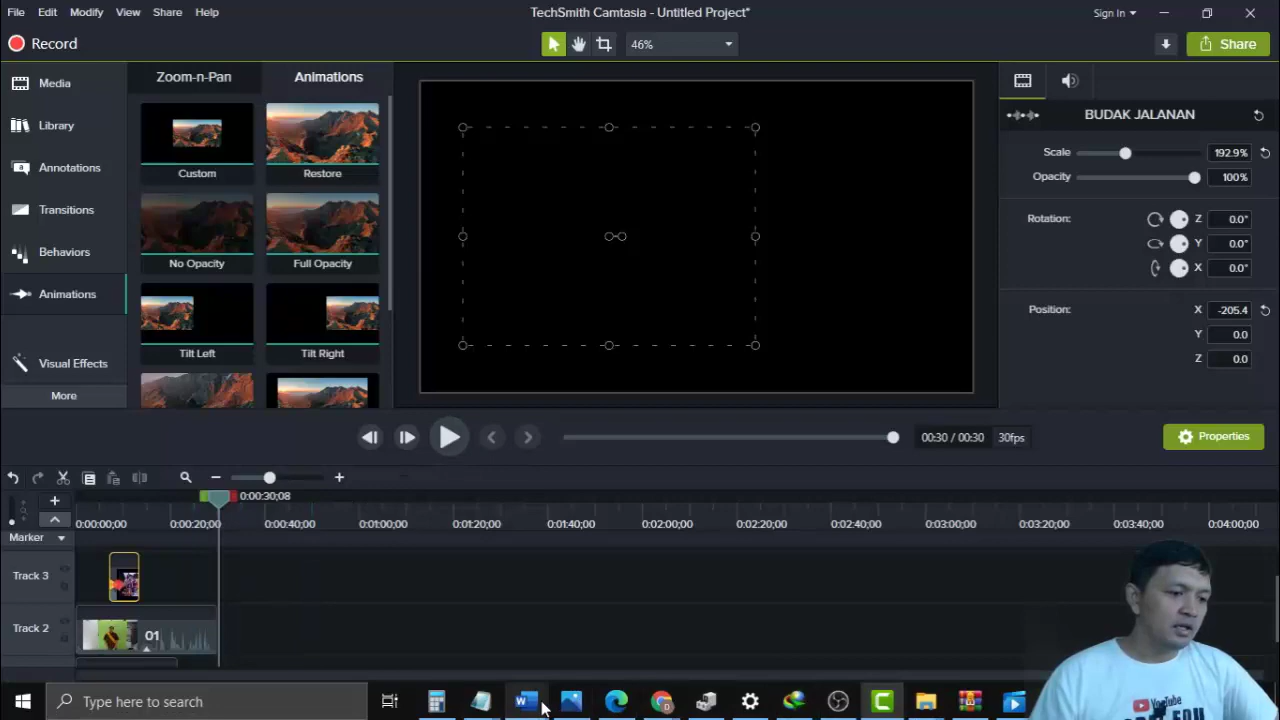 File Edit Modify View Share Help
TechSmith Camtasia - Untitled Project*
Sign In
Record
46%
Share
Media
Library
Annotations
Transitions
Behaviors
Animations
Visual Effects
More
Zoom-n-Pan
Animations
Custom
Restore
No Opacity
Full Opacity
Tilt Left
Tilt Right
BUDAK JALANAN
Scale 192.9%
Opacity 100%
Rotation: Z 0.0°
Y 0.0°
X 0.0°
Position: X -205.4
Y 0.0
Z 0.0
00:30 / 00:30 30fps
Properties
0:00:30;08
0:00:00;00 0:00:20;00 0:00:40;00 0:01:00;00 0:01:20;00 0:01:40;00 0:02:00;00 0:02:20;00 0:02:40;00 0:03:00;00 0:03:20;00 0:03:40;00 0:04:00;00
Marker
Track 3
Track 2
01
Type here to search
YouTube